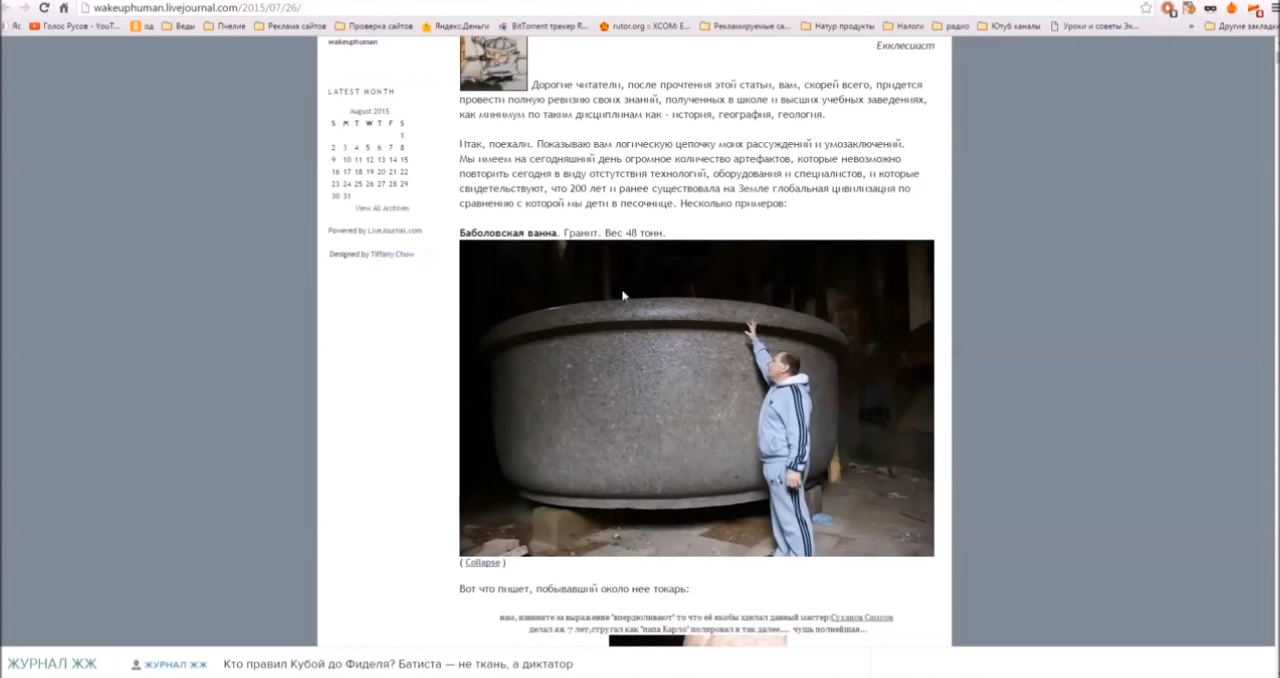 wakeuphuman.livejournal.com/2015/07/26/
Яс Голос Русов - YouT... од Веды Пчелие Реклама сайтов Проверка сайтов Яндекс.Деньги BitTorrent трекер R... rutor.org :: XCOM: E... Рекламируемые са... Натур продукты Налоги радио Ютуб каналы Уроки и советы Эк... » Другие закладк
wakeuphuman
Екклесиаст
LATEST MONTH
August 2015
S M T W T F S
1
2 3 4 5 6 7 8
9 10 11 12 13 14 15
16 17 18 19 20 21 22
23 24 25 26 27 28 29
30 31
View All Archives
Powered by LiveJournal.com
Designed by Tiffany Chow
Дорогие читатели, после прочтения этой статьи, вам, скорей всего, придется
провести полную ревизию своих знаний, полученных в школе и высших учебных заведениях,
как минимум по таким дисциплинам как - история, география, геология.
Итак, поехали. Показываю вам логическую цепочку моих рассуждений и умозаключений.
Мы имеем на сегодняшний день огромное количество артефактов, которые невозможно
повторить сегодня в виду отстутствия технологий, оборудования и специалистов, и которые
свидетельствуют, что 200 лет и ранее существовала на Земле глобальная цивилизация по
сравнению с которой мы дети в песочнице. Несколько примеров:
Баболовская ванна. Гранит. Вес 48 тонн.
( Collapse )
Вот что пишет, побывавший около нее токарь:
нам, извините за выражение "впердюливают" то что её якобы зделал данный мастер:Суханов Самсон
делал аж 7 лет,стругал как "папа Карло" полировал и так далее.... чушь полнейшая...
ЖУРНАЛ ЖЖ ЖУРНАЛ ЖЖ Кто правил Кубой до Фиделя? Батиста — не ткань, а диктатор